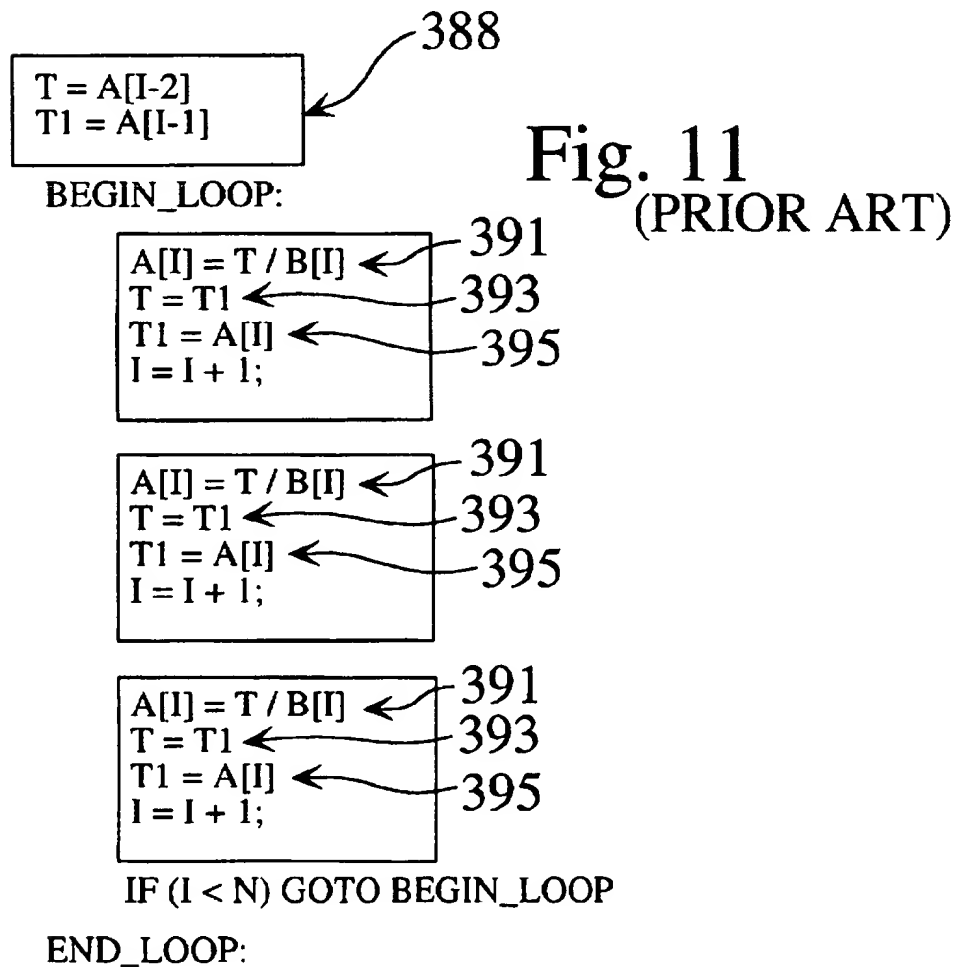 388
T = A[I-2]
T1 = A[I-1]
Fig. 11
(PRIOR ART)
BEGIN_LOOP:
A[I] = T / B[I]
391
T = T1
393
T1 = A[I]
395
I = I + 1;
A[I] = T / B[I]
391
T = T1
393
T1 = A[I]
395
I = I + 1;
A[I] = T / B[I]
391
T = T1
393
T1 = A[I]
395
I = I + 1;
IF (I < N) GOTO BEGIN_LOOP
END_LOOP: